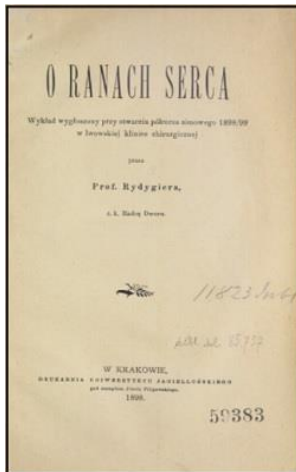 O RANACH SERCA
Wykład wygłoszony przy otwarciu półrocza zimowego 1898/99
w lwowskiej klinice chirurgicznej
przez
Prof. Rydygiera,
c. k. Radcę Dworu.
11823
W KRAKOWIE,
DRUKARNIA UNIWERSYTETU JAGIELLOŃSKIEGO
pod zarządem Józefa Filipowskiego.
1899.
59383